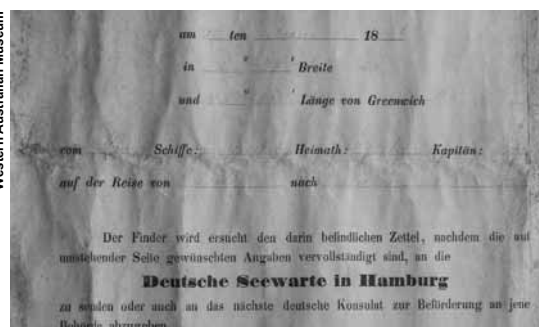 Western Australian Museum
am ten 18
in ° ' Breite
und ° ' Länge von Greenwich
vom Schiffe: Heimath: Kapitän:
auf der Reise von nach
Der Finder wird ersucht den darin befindlichen Zettel, nachdem die auf
umstehender Seite gewünschten Angaben vervollständigt sind, an die
Deutsche Seewarte in Hamburg
zu senden oder auch an das nächste deutsche Konsulat zur Beförderung an jene
Behörde abzugeben